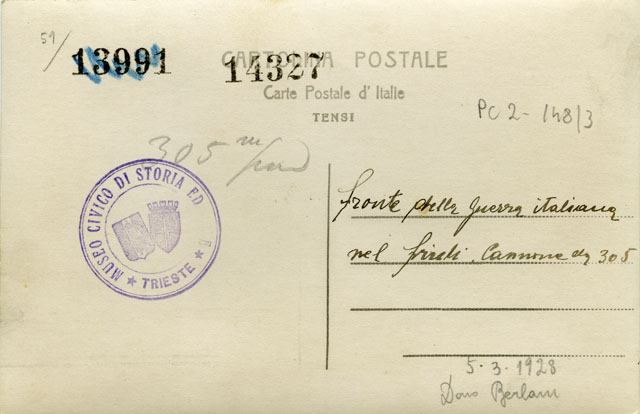 59/
13991 14327
CARTOLINA POSTALE
Carte Postale d'Italie
TENSI
PC 2 - 148/3
305
MUSEO CIVICO DI STORIA ED
★ TRIESTE ★
fronte della guerra italiana
nel friuli. Cannone da 305
5-3-1928
Dono Berlam